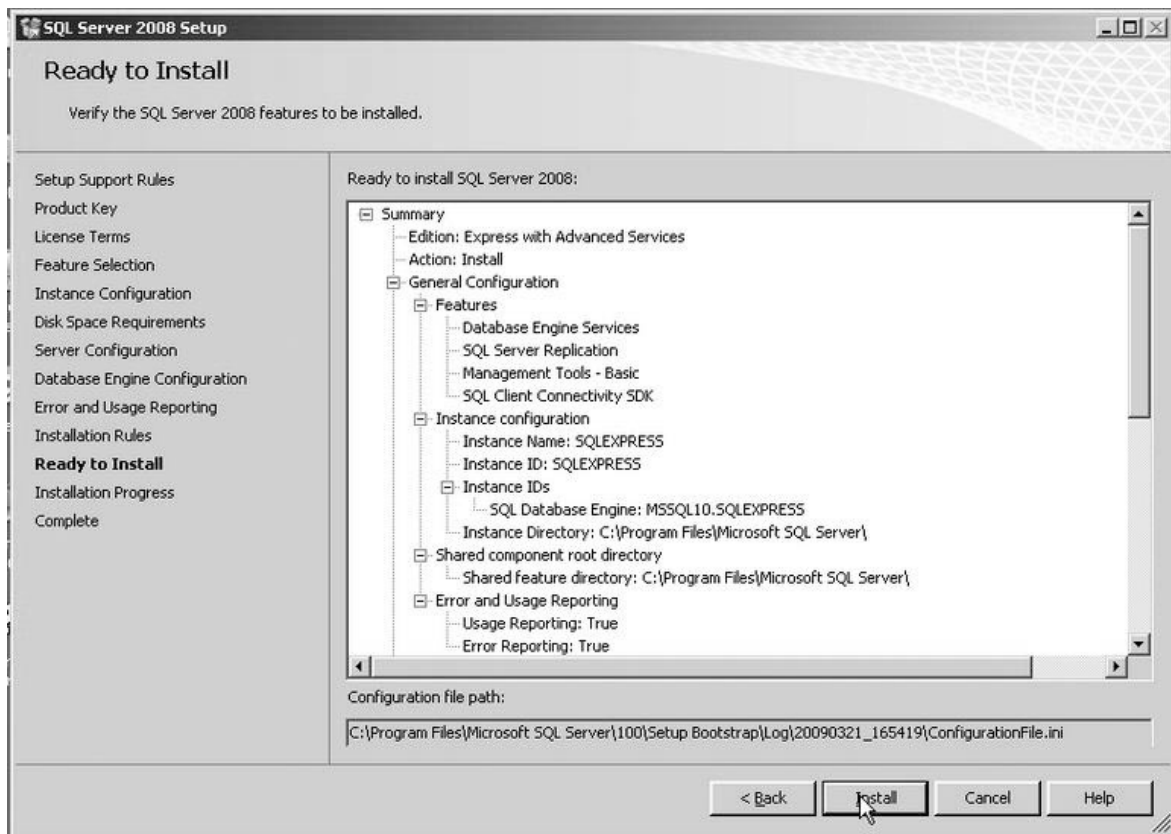 SQL Server 2008 Setup
Ready to Install
Verify the SQL Server 2008 features to be installed.
Setup Support Rules
Product Key
License Terms
Feature Selection
Instance Configuration
Disk Space Requirements
Server Configuration
Database Engine Configuration
Error and Usage Reporting
Installation Rules
Ready to Install
Installation Progress
Complete
Ready to install SQL Server 2008:
Summary
Edition: Express with Advanced Services
Action: Install
General Configuration
Features
Database Engine Services
SQL Server Replication
Management Tools - Basic
SQL Client Connectivity SDK
Instance configuration
Instance Name: SQLEXPRESS
Instance ID: SQLEXPRESS
Instance IDs
SQL Database Engine: MSSQL10.SQLEXPRESS
Instance Directory: C:\Program Files\Microsoft SQL Server\
Shared component root directory
Shared feature directory: C:\Program Files\Microsoft SQL Server\
Error and Usage Reporting
Usage Reporting: True
Error Reporting: True
Configuration file path:
C:\Program Files\Microsoft SQL Server\100\Setup Bootstrap\Log\20090321_165419\ConfigurationFile.ini
< Back Install Cancel Help